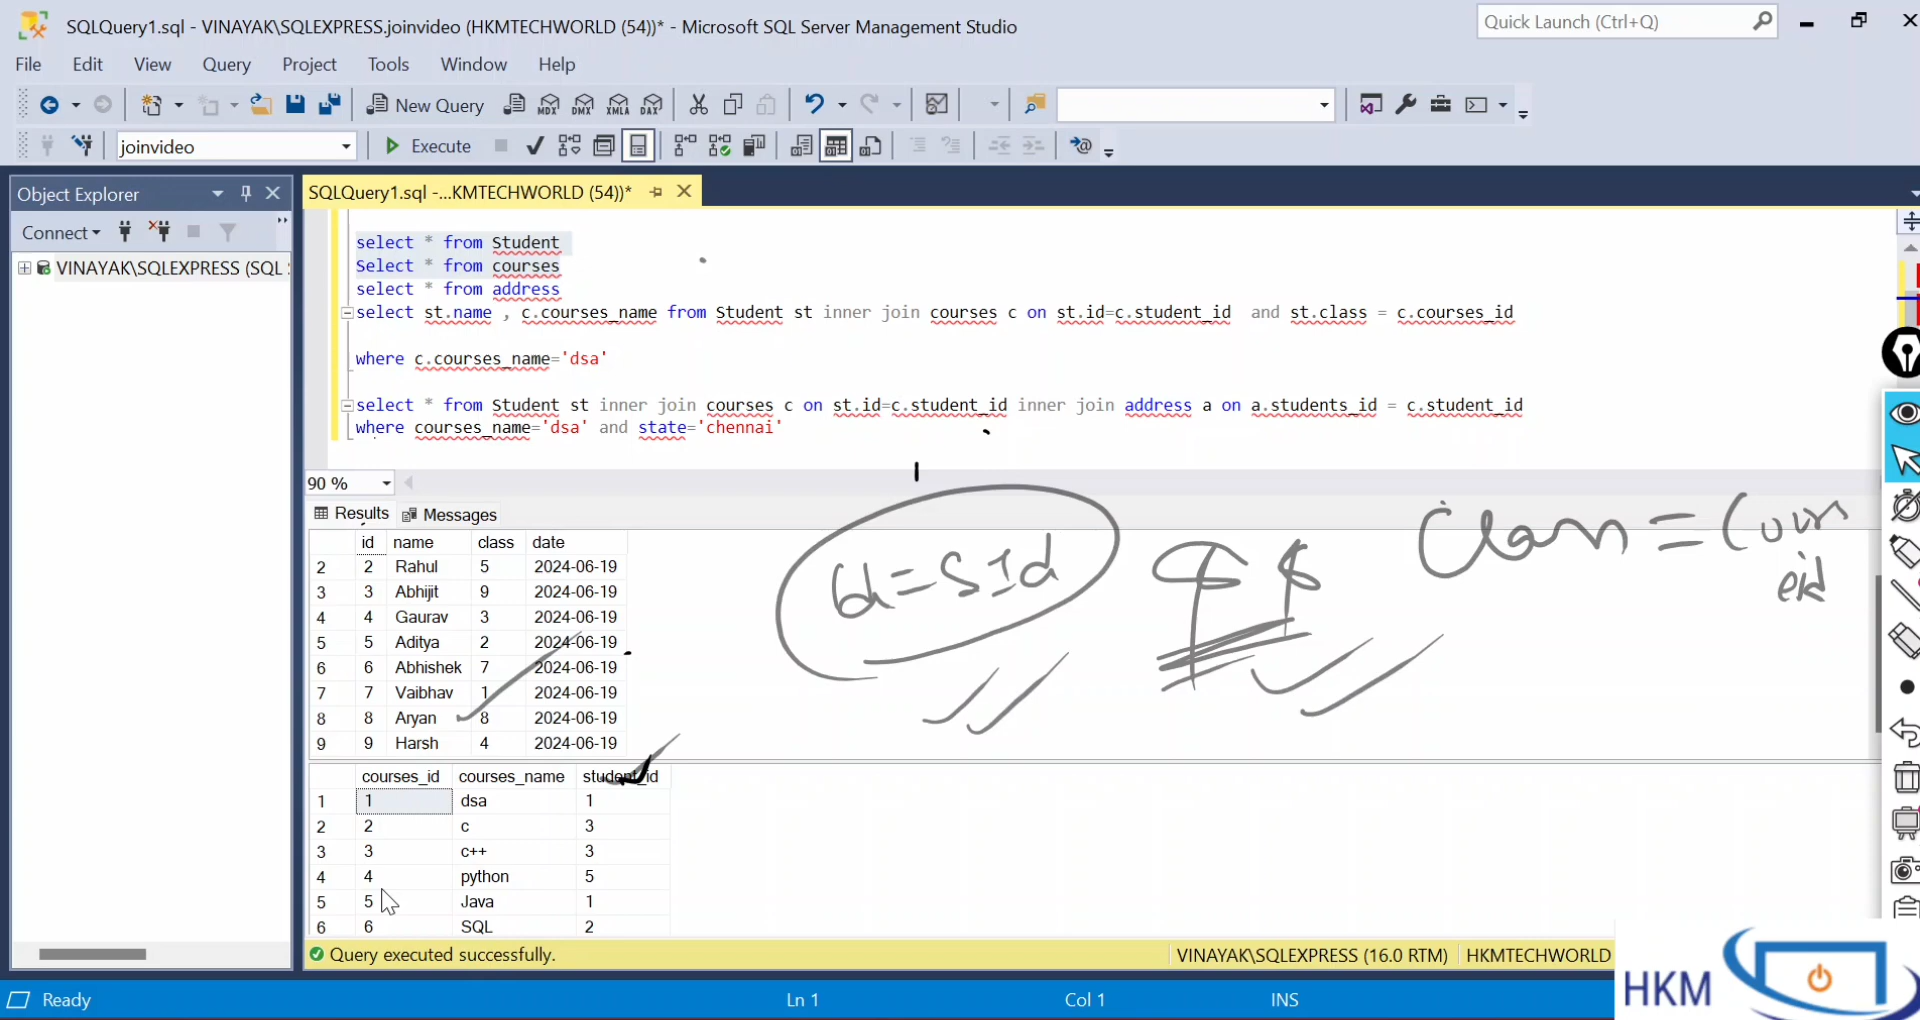 SQLQuery1.sql - VINAYAK\SQLEXPRESS.joinvideo (HKMTECHWORLD (54))* - Microsoft SQL Server Management Studio
Quick Launch (Ctrl+Q)
File Edit View Query Project Tools Window Help
New Query MDX DMX XMLA DAX
joinvideo Execute
Object Explorer
SQLQuery1.sql -...KMTECHWORLD (54))*
Connect
VINAYAK\SQLEXPRESS (SQL
select * from Student
Select * from courses
select * from address
select st.name , c.courses_name from Student st inner join courses c on st.id=c.student_id and st.class = c.courses_id
where c.courses_name='dsa'
select * from Student st inner join courses c on st.id=c.student_id inner join address a on a.students_id = c.student_id
where courses_name='dsa' and state='chennai'
90 %
Results Messages
id name class date
2 2 Rahul 5 2024-06-19
3 3 Abhijit 9 2024-06-19
4 4 Gaurav 3 2024-06-19
5 5 Aditya 2 2024-06-19
6 6 Abhishek 7 2024-06-19
7 7 Vaibhav 1 2024-06-19
8 8 Aryan 8 2024-06-19
9 9 Harsh 4 2024-06-19
id = SId
Class = Cours
eid
courses_id courses_name student_id
1 1 dsa 1
2 2 c 3
3 3 c++ 3
4 4 python 5
5 5 Java 1
6 6 SQL 2
Query executed successfully.
VINAYAK\SQLEXPRESS (16.0 RTM)
HKMTECHWORLD
Ready
Ln 1
Col 1
INS
HKM